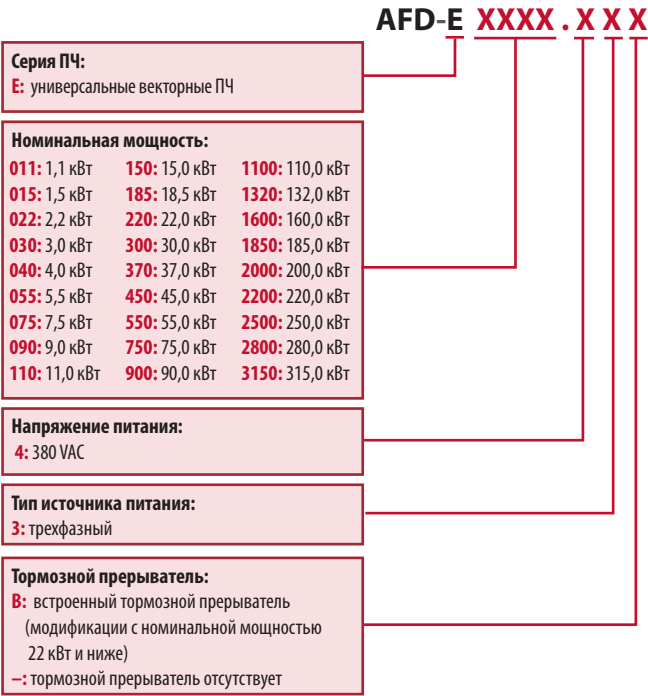 AFD-E XXXX . X X X
Серия ПЧ:
E: универсальные векторные ПЧ
Номинальная мощность:
011: 1,1 кВт 150: 15,0 кВт 1100: 110,0 кВт
015: 1,5 кВт 185: 18,5 кВт 1320: 132,0 кВт
022: 2,2 кВт 220: 22,0 кВт 1600: 160,0 кВт
030: 3,0 кВт 300: 30,0 кВт 1850: 185,0 кВт
040: 4,0 кВт 370: 37,0 кВт 2000: 200,0 кВт
055: 5,5 кВт 450: 45,0 кВт 2200: 220,0 кВт
075: 7,5 кВт 550: 55,0 кВт 2500: 250,0 кВт
090: 9,0 кВт 750: 75,0 кВт 2800: 280,0 кВт
110: 11,0 кВт 900: 90,0 кВт 3150: 315,0 кВт
Напряжение питания:
4: 380 VAC
Тип источника питания:
3: трехфазный
Тормозной прерыватель:
B: встроенный тормозной прерыватель
(модификации с номинальной мощностью
22 кВт и ниже)
–: тормозной прерыватель отсутствует